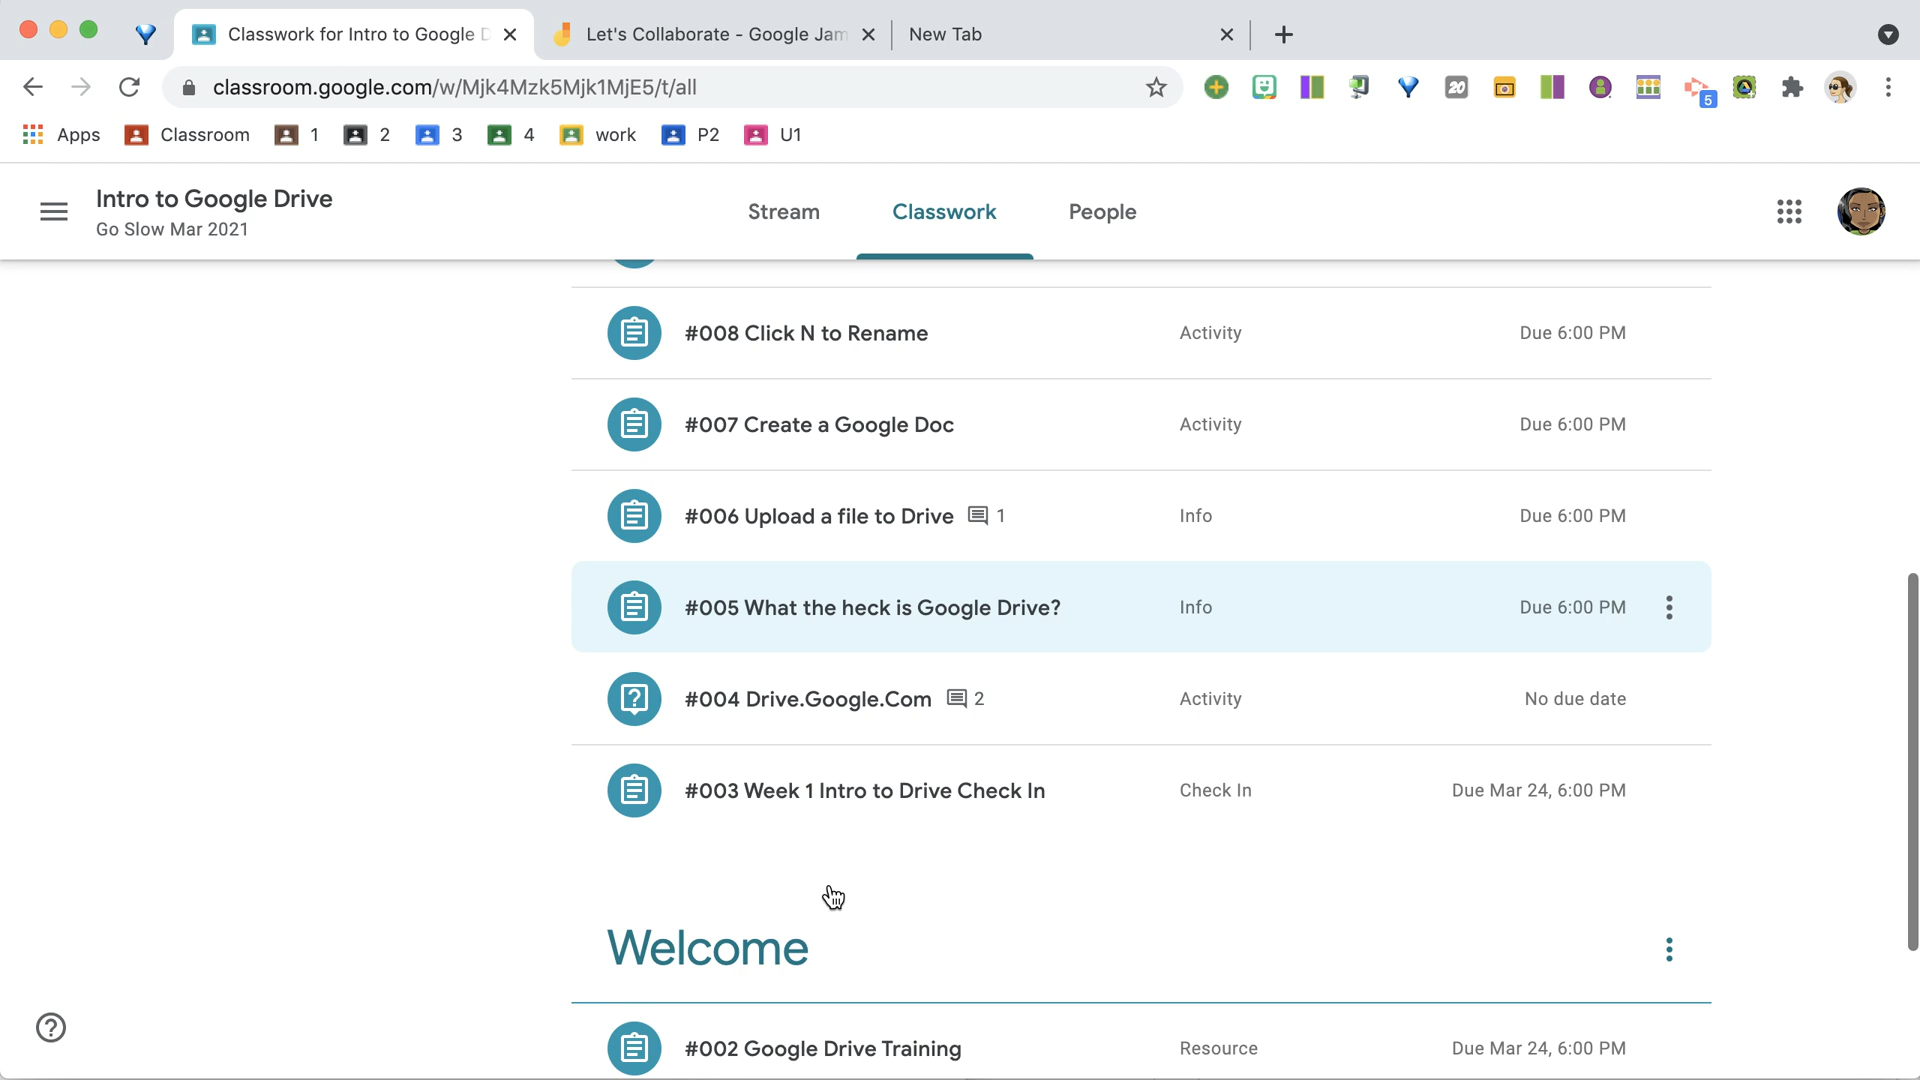 Classwork for Intro to Google D
Let's Collaborate - Google Jam
New Tab
classroom.google.com/w/Mjk4Mzk5Mjk1MjE5/t/all
20
5
Apps
Classroom
1
2
3
4
work
P2
U1
Intro to Google Drive
Go Slow Mar 2021
Stream
Classwork
People
#008 Click N to Rename Activity Due 6:00 PM
#007 Create a Google Doc Activity Due 6:00 PM
#006 Upload a file to Drive 1 Info Due 6:00 PM
#005 What the heck is Google Drive? Info Due 6:00 PM
#004 Drive.Google.Com 2 Activity No due date
#003 Week 1 Intro to Drive Check In Check In Due Mar 24, 6:00 PM
Welcome
#002 Google Drive Training Resource Due Mar 24, 6:00 PM